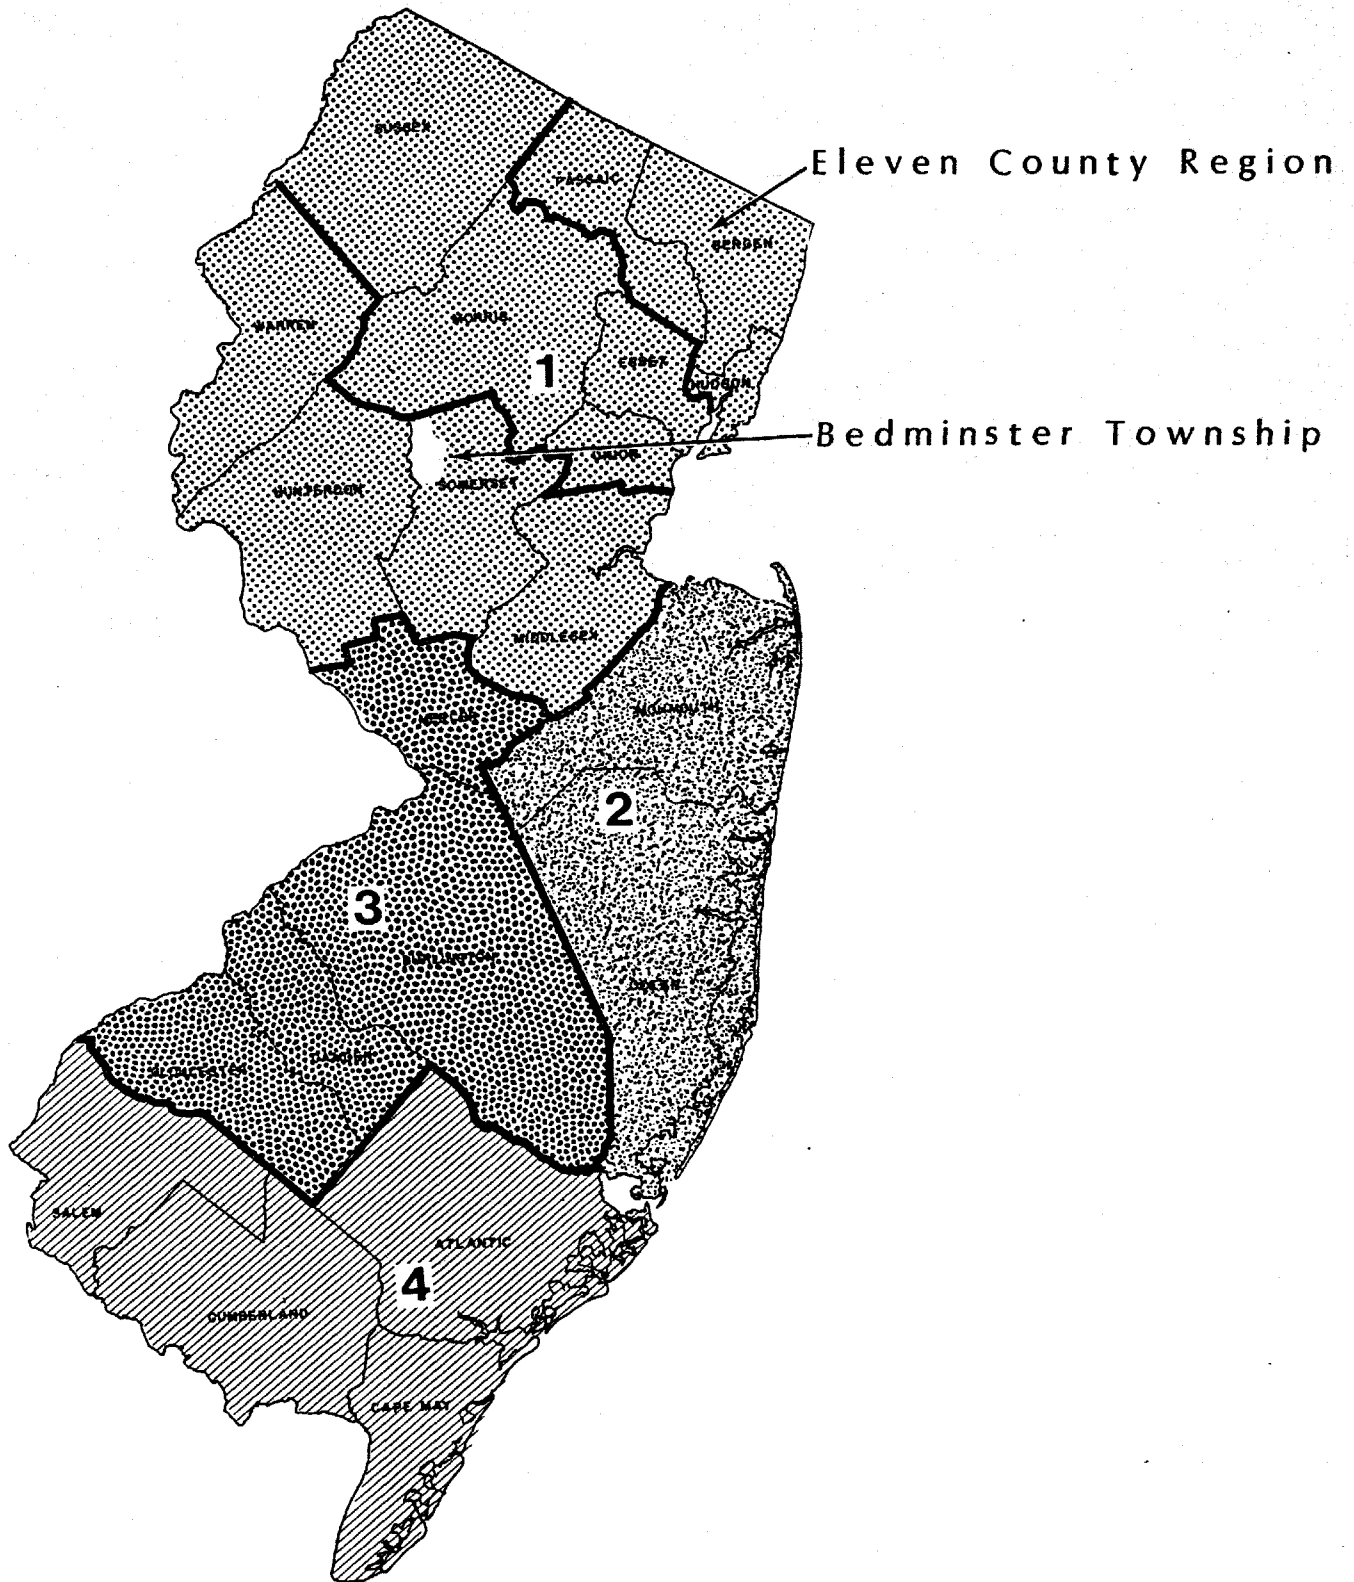 SUSSEX
PASSAIC
Eleven County Region
BERGEN
WARREN
MORRIS
1
ESSEX
HUDSON
Bedminster Township
UNION
SOMERSET
HUNTERDON
MIDDLESEX
MERCER
MONMOUTH
2
3
BURLINGTON
OCEAN
CAMDEN
GLOUCESTER
SALEM
ATLANTIC
4
CUMBERLAND
CAPE MAY